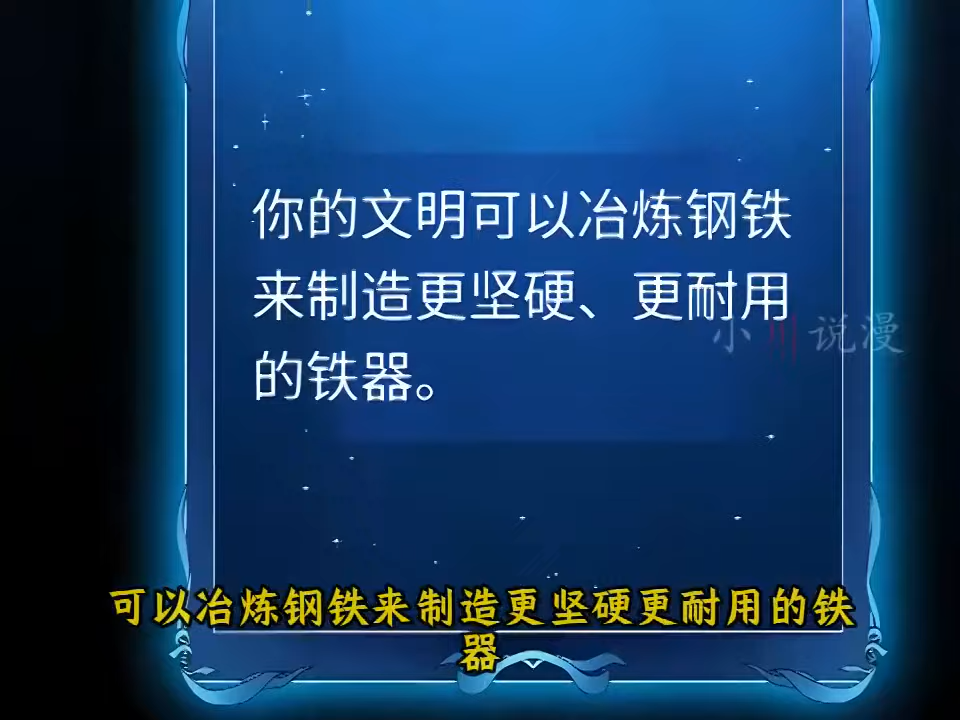 你的文明可以冶炼钢铁
来制造更坚硬、更耐用
的铁器。
小川说漫
可以冶炼钢铁来制造更坚硬更耐用的铁
器